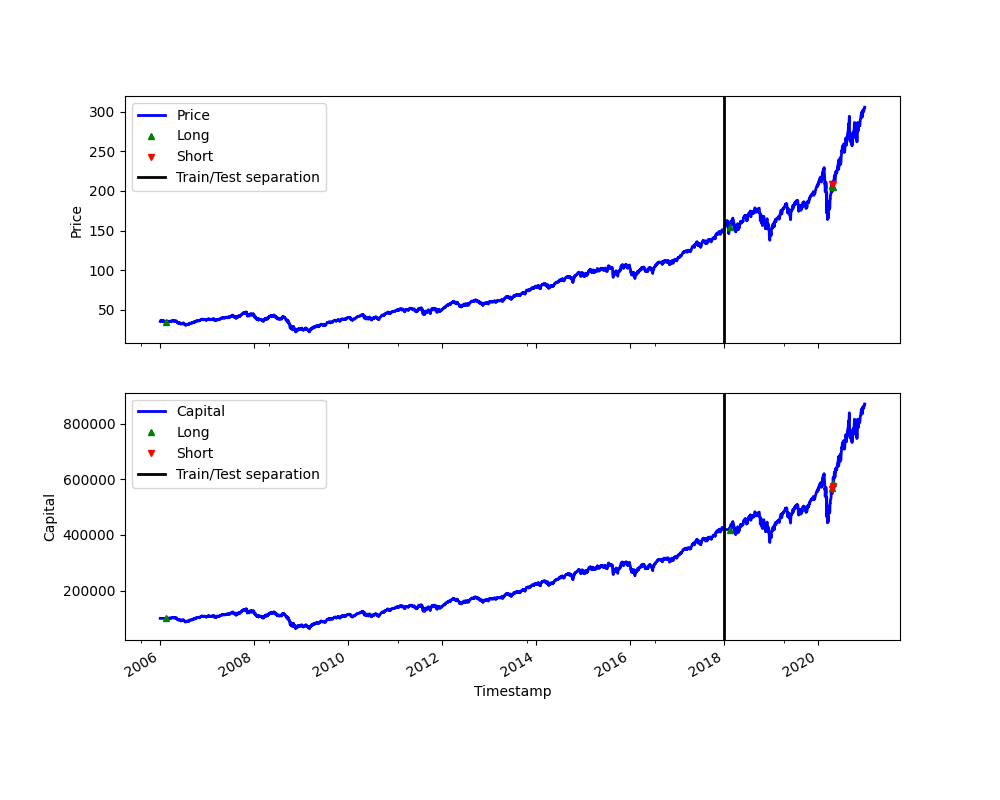 Price
Long
Short
Train/Test separation
300
250
200
150
100
50
Price
Capital
Long
Short
Train/Test separation
800000
600000
400000
200000
Capital
2006 2008 2010 2012 2014 2016 2018 2020
Timestamp